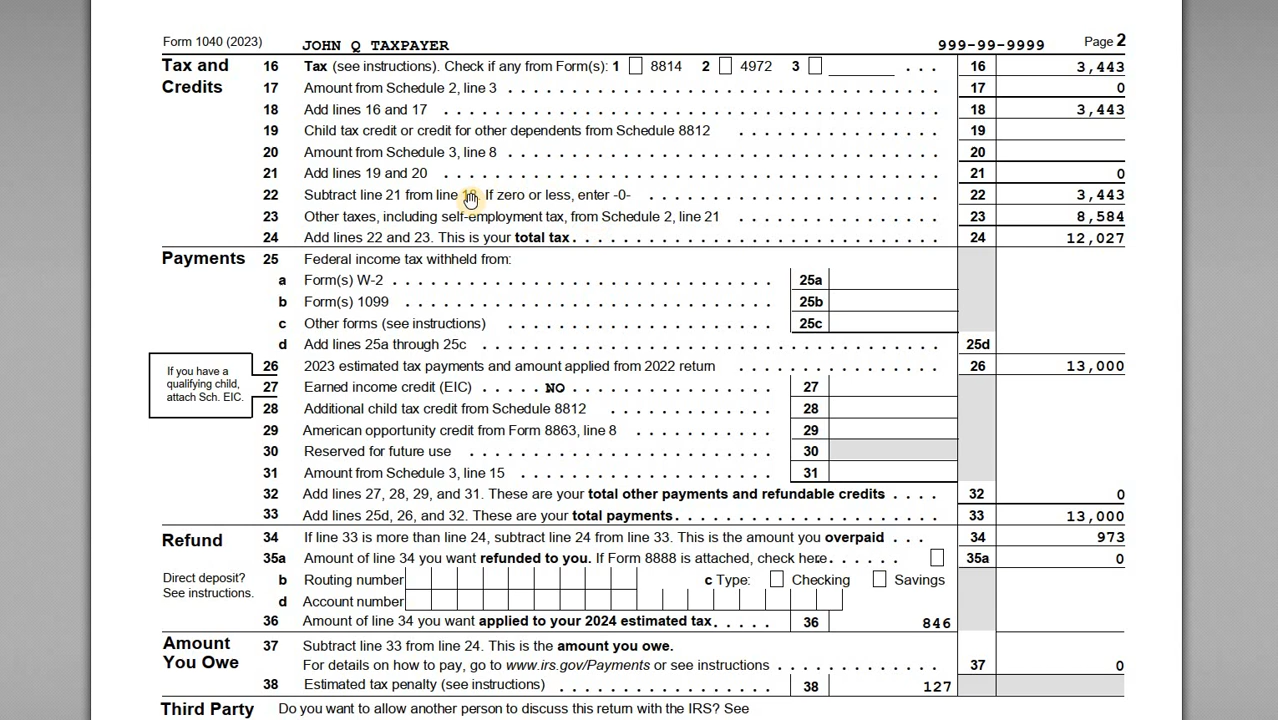 Form 1040 (2023) JOHN Q TAXPAYER 999-99-9999 Page 2
Tax and 16 Tax (see instructions). Check if any from Form(s): 1 8814 2 4972 3 . . . 16 3,443
Credits 17 Amount from Schedule 2, line 3 17 0
18 Add lines 16 and 17 18 3,443
19 Child tax credit or credit for other dependents from Schedule 8812 19
20 Amount from Schedule 3, line 8 20
21 Add lines 19 and 20 21 0
22 Subtract line 21 from line If zero or less, enter -0- 22 3,443
23 Other taxes, including self-employment tax, from Schedule 2, line 21 23 8,584
24 Add lines 22 and 23. This is your total tax 24 12,027
Payments 25 Federal income tax withheld from:
a Form(s) W-2 25a
b Form(s) 1099 25b
c Other forms (see instructions) 25c
d Add lines 25a through 25c 25d
26 2023 estimated tax payments and amount applied from 2022 return 26 13,000
If you have a
qualifying child,
attach Sch. EIC.
27 Earned income credit (EIC) NO 27
28 Additional child tax credit from Schedule 8812 28
29 American opportunity credit from Form 8863, line 8 29
30 Reserved for future use 30
31 Amount from Schedule 3, line 15 31
32 Add lines 27, 28, 29, and 31. These are your total other payments and refundable credits 32 0
33 Add lines 25d, 26, and 32. These are your total payments 33 13,000
Refund 34 If line 33 is more than line 24, subtract line 24 from line 33. This is the amount you overpaid 34 973
35a Amount of line 34 you want refunded to you. If Form 8888 is attached, check here 35a 0
Direct deposit?
See instructions.
b Routing number c Type: Checking Savings
d Account number
36 Amount of line 34 you want applied to your 2024 estimated tax 36 846
Amount
You Owe
37 Subtract line 33 from line 24. This is the amount you owe.
For details on how to pay, go to www.irs.gov/Payments or see instructions 37 0
38 Estimated tax penalty (see instructions) 38 127
Third Party Do you want to allow another person to discuss this return with the IRS? See